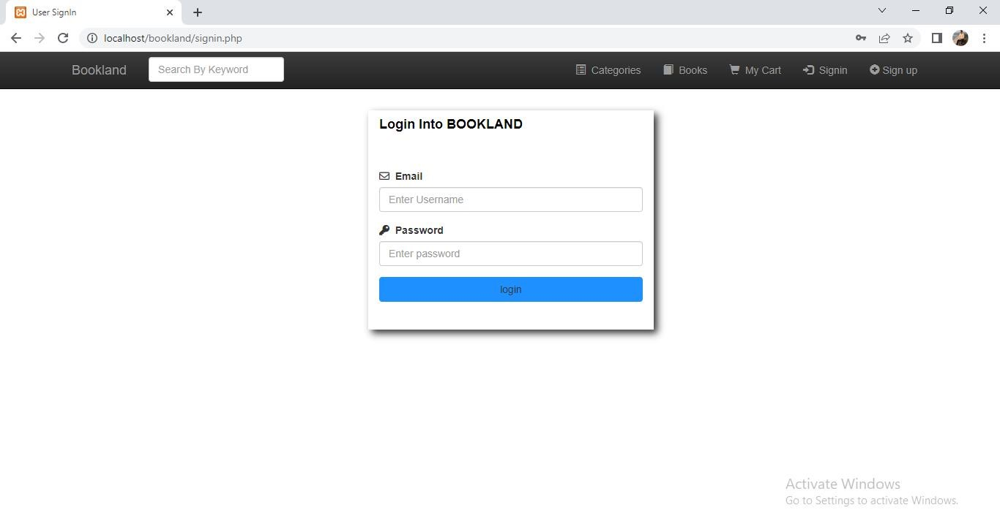 User SignIn
localhost/bookland/signin.php
Bookland Search By Keyword Categories Books My Cart Signin Sign up
Login Into BOOKLAND
Email
Enter Username
Password
Enter password
login
Activate Windows
Go to Settings to activate Windows.